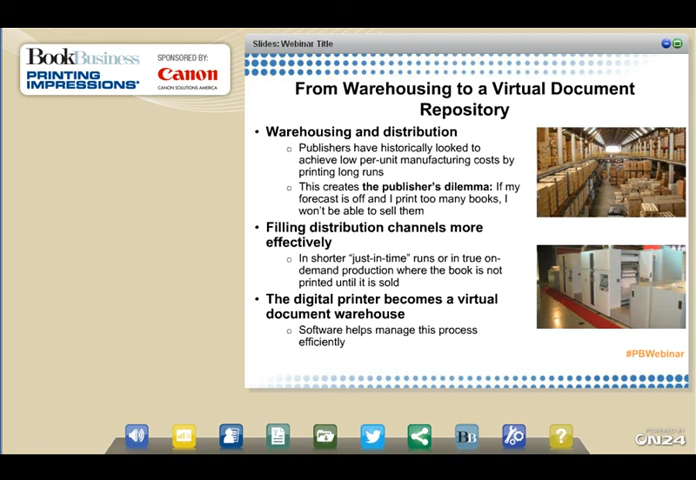 BookBusiness
PRINTING
IMPRESSIONS
SPONSORED BY:
Canon
CANON SOLUTIONS AMERICA
Slides: Webinar Title
From Warehousing to a Virtual Document
Repository
• Warehousing and distribution
o Publishers have historically looked to
achieve low per-unit manufacturing costs by
printing long runs
o This creates the publisher's dilemma: If my
forecast is off and I print too many books, I
won't be able to sell them
• Filling distribution channels more
effectively
o In shorter “just-in-time” runs or in true on-
demand production where the book is not
printed until it is sold
• The digital printer becomes a virtual
document warehouse
o Software helps manage this process
efficiently
#PBWebinar
BB
?
POWERED BY
ON24